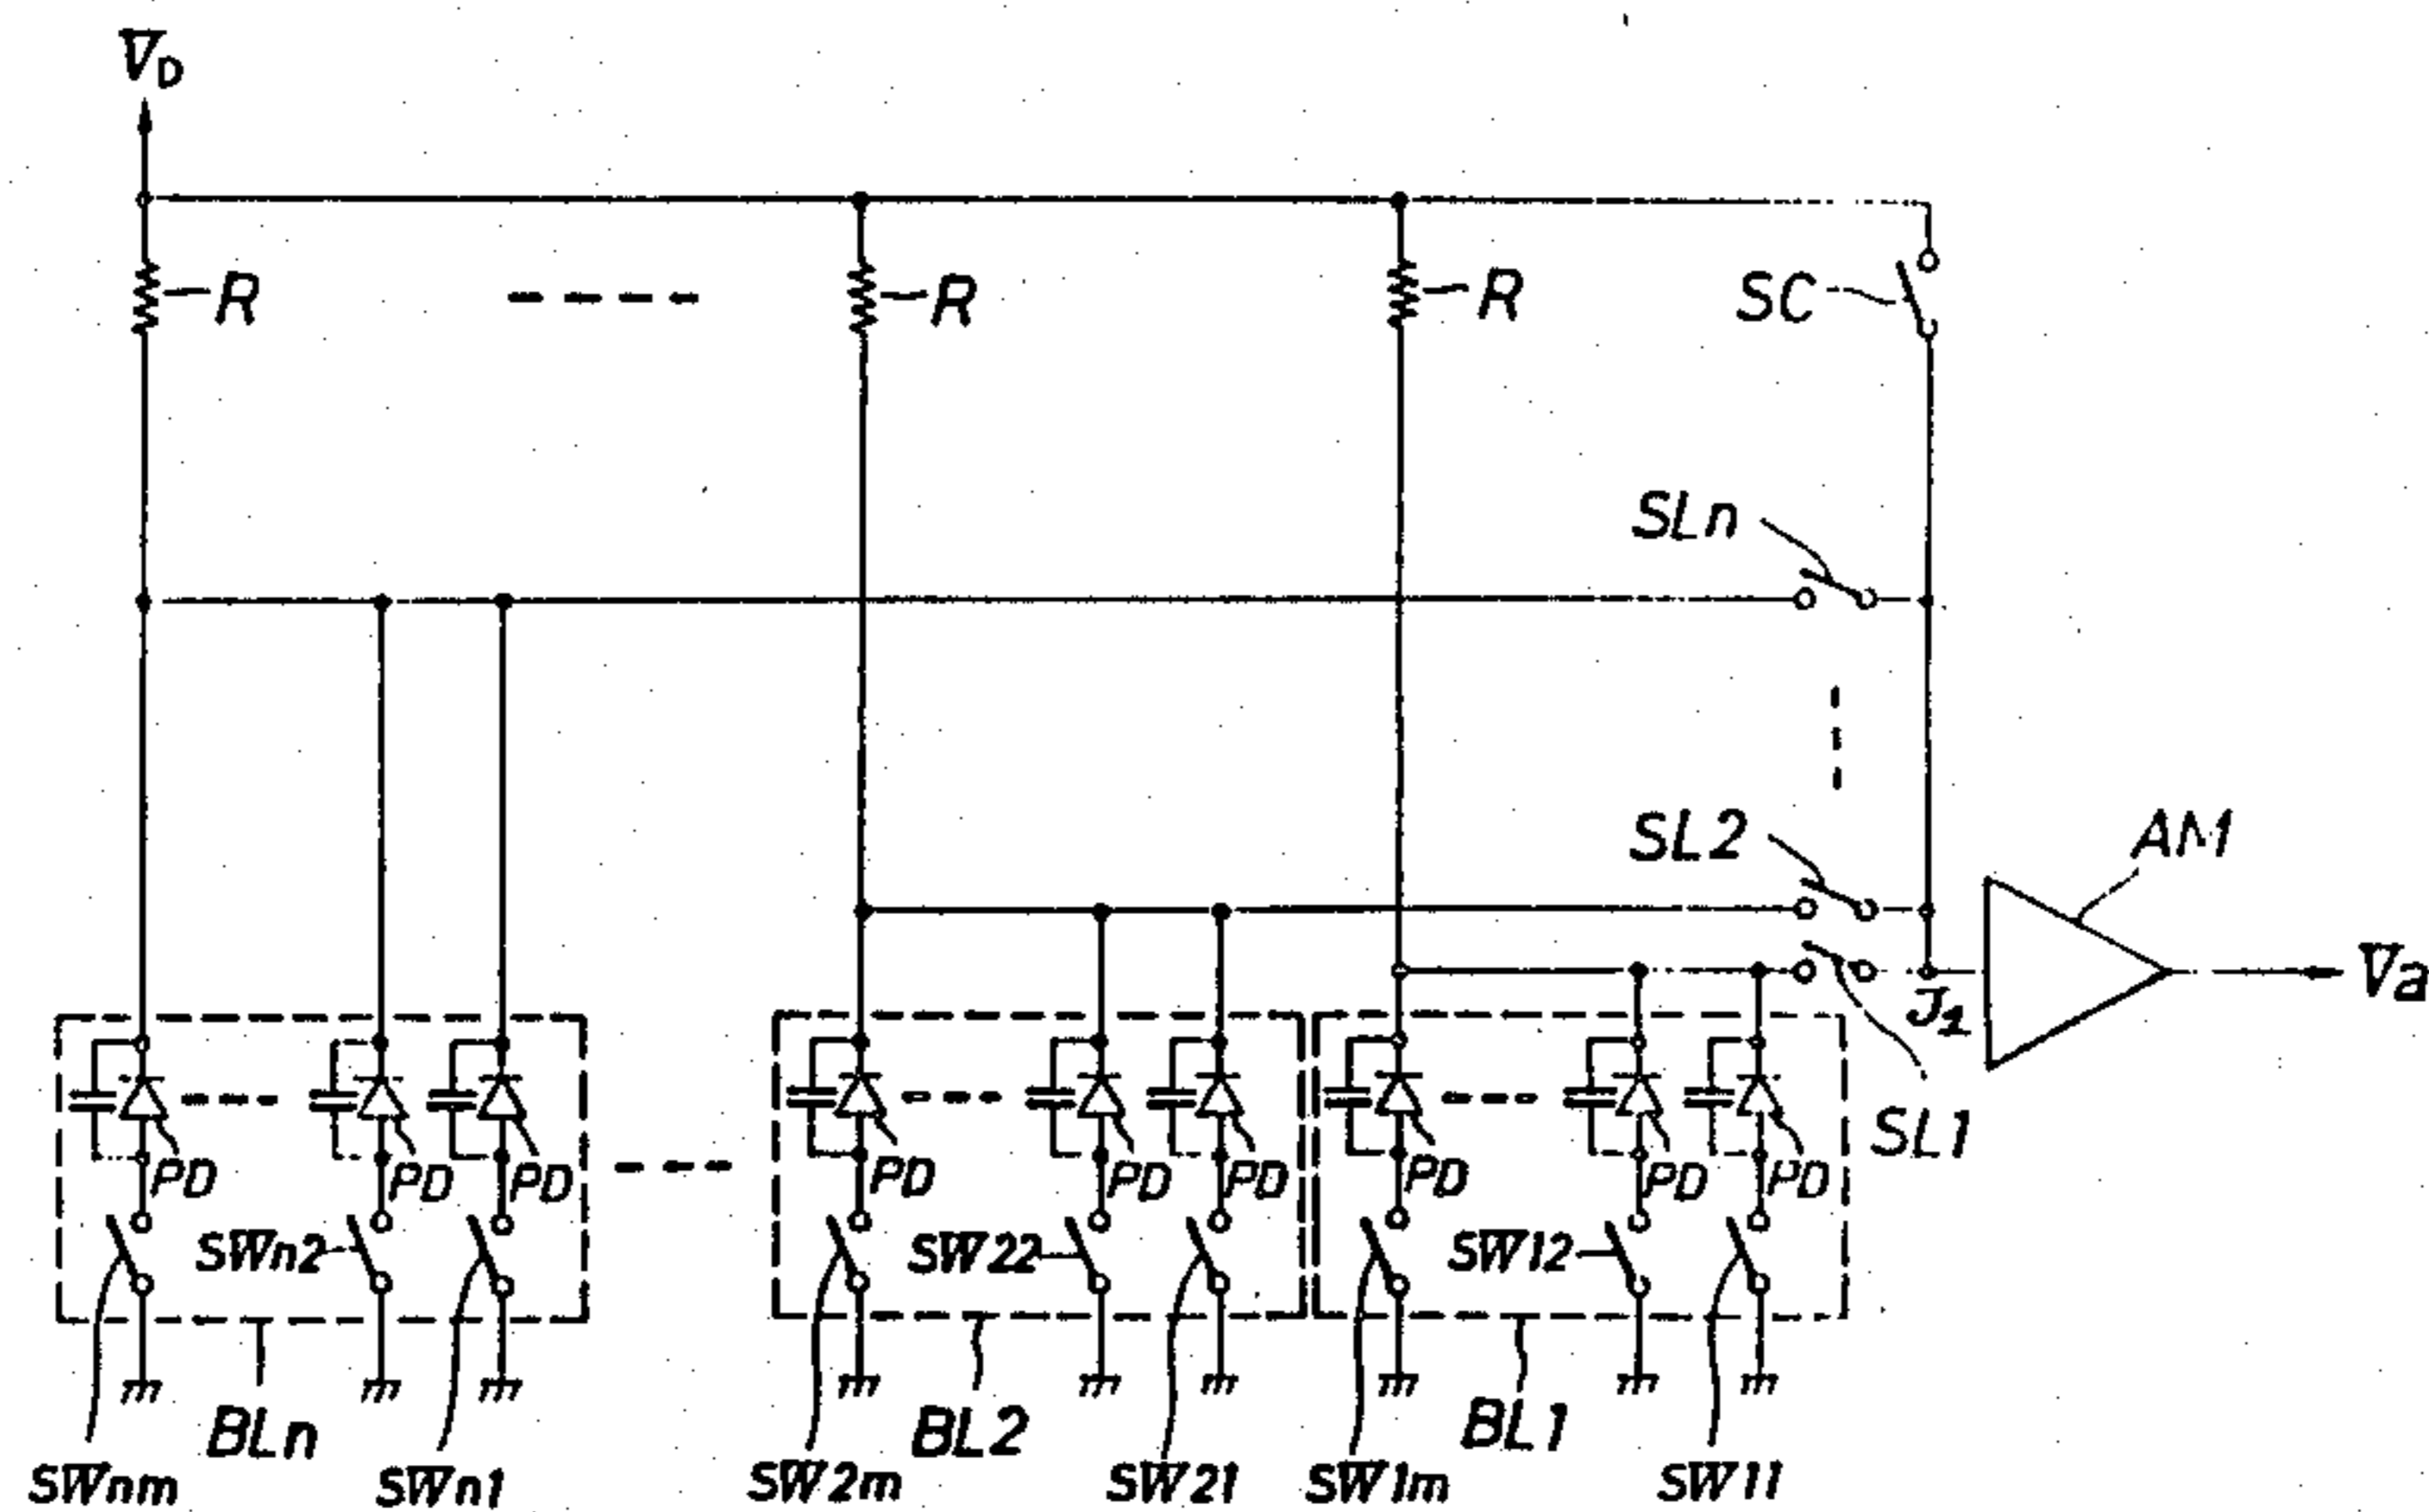 VD
R
R
R
SC
SLn
SL2
AM
Va
J1
SL1
PD
PD
PD
PD
PD
PD
PD
PD
PD
SWn2
SW22
SW12
BLn
BL2
BL1
SWnm
SWn1
SW2m
SW21
SW1m
SW11